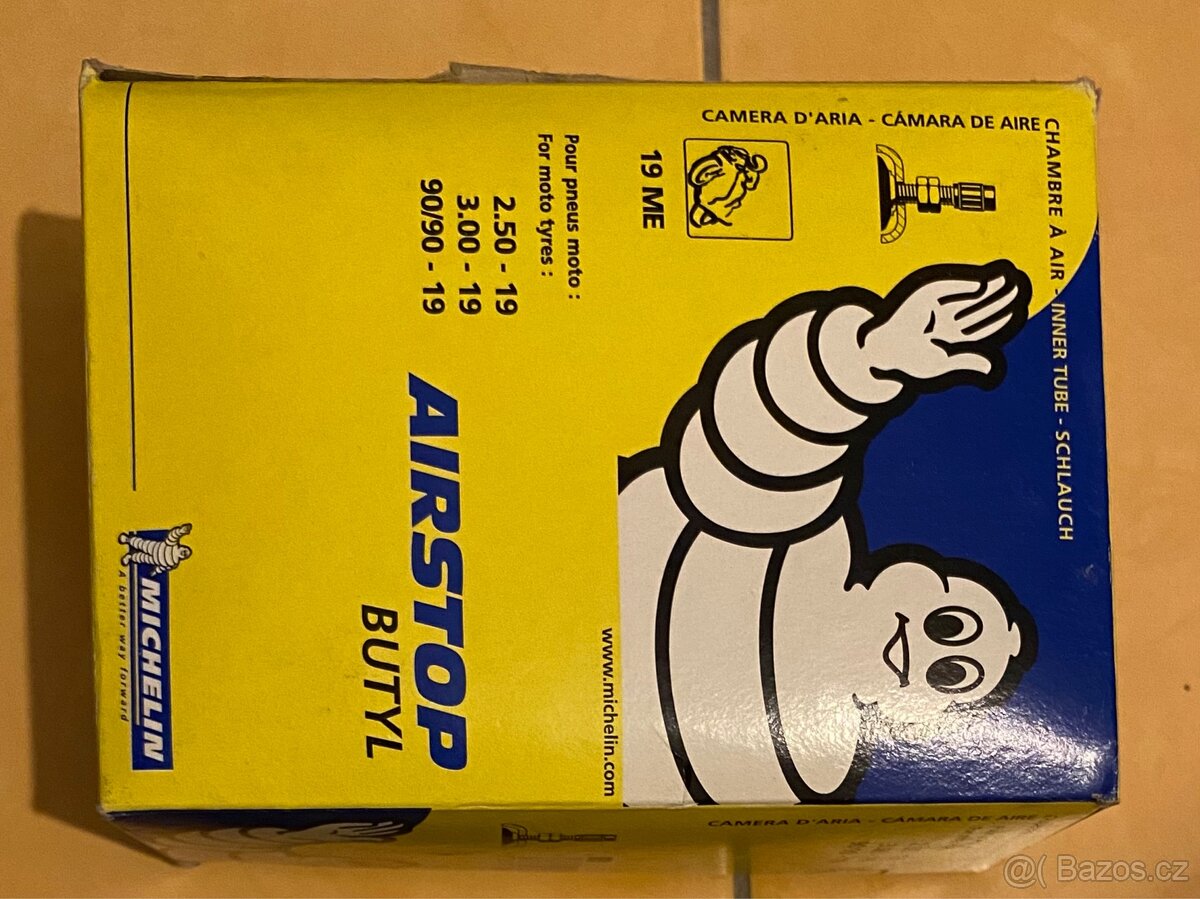 CAMERA D'ARIA - CÁMARA DE AIRE
CHAMBRE À AIR - INNER TUBE - SCHLAUCH
19 ME
Pour pneus moto :
For moto tyres :
2.50 - 19
3.00 - 19
90/90 - 19
AIRSTOP
BUTYL
www.michelin.com
MICHELIN
A better way forward
CAMERA D'ARIA - CÁMARA DE AIRE
@( Bazos.cz